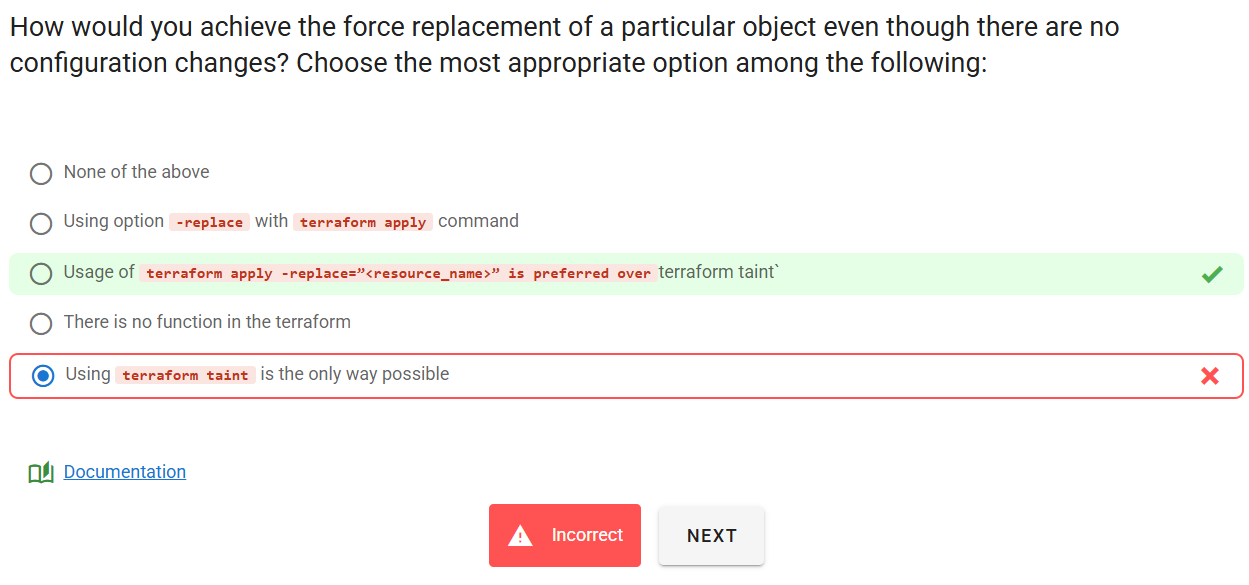 How would you achieve the force replacement of a particular object even though there are no
configuration changes? Choose the most appropriate option among the following:
None of the above
Using option -replace with terraform apply command
Usage of terraform apply -replace=”<resource_name>” is preferred over terraform taint`
There is no function in the terraform
Using terraform taint is the only way possible
Documentation
Incorrect
NEXT